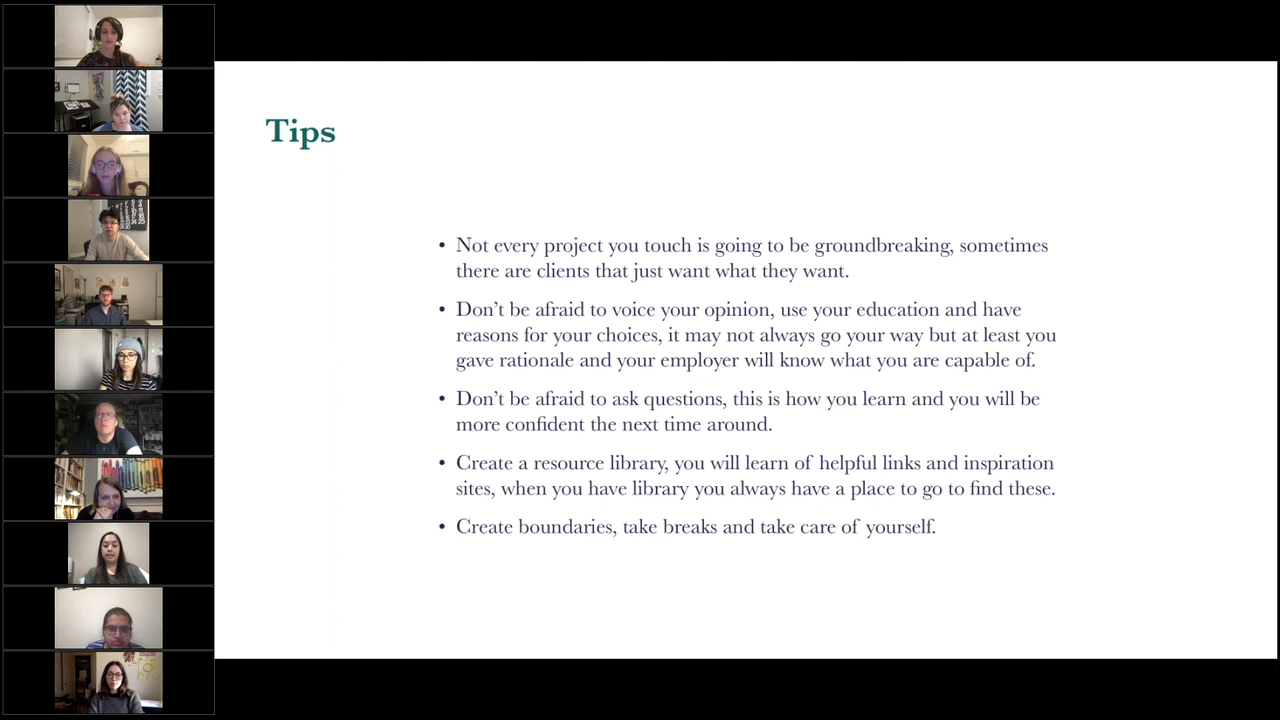 Tips
• Not every project you touch is going to be groundbreaking, sometimes
there are clients that just want what they want.
• Don’t be afraid to voice your opinion, use your education and have
reasons for your choices, it may not always go your way but at least you
gave rationale and your employer will know what you are capable of.
• Don’t be afraid to ask questions, this is how you learn and you will be
more confident the next time around.
• Create a resource library, you will learn of helpful links and inspiration
sites, when you have library you always have a place to go to find these.
• Create boundaries, take breaks and take care of yourself.